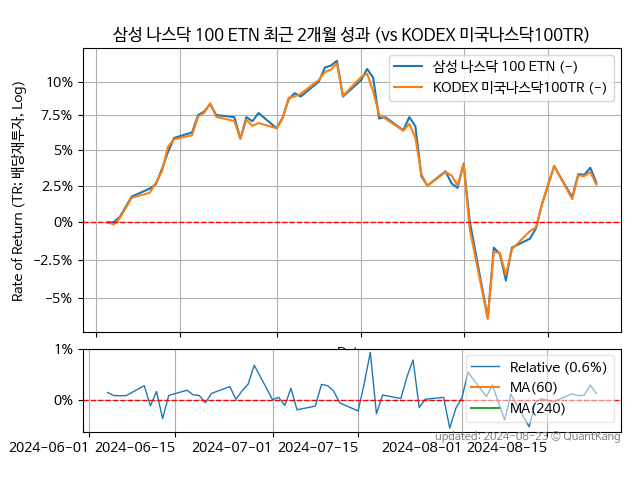 삼성 나스닥 100 ETN 최근 2개월 성과 (vs KODEX 미국나스닥100TR)
Rate of Return (TR: 배당재투자, Log)
10%
7.5%
5%
2.5%
0%
−2.5%
−5%
삼성 나스닥 100 ETN (-)
KODEX 미국나스닥100TR (-)
1%
0%
Relative (0.6%)
MA(60)
MA(240)
updated: 2024-08-23 © QuantKang
2024-06-01 2024-06-15 2024-07-01 2024-07-15 2024-08-01 2024-08-15